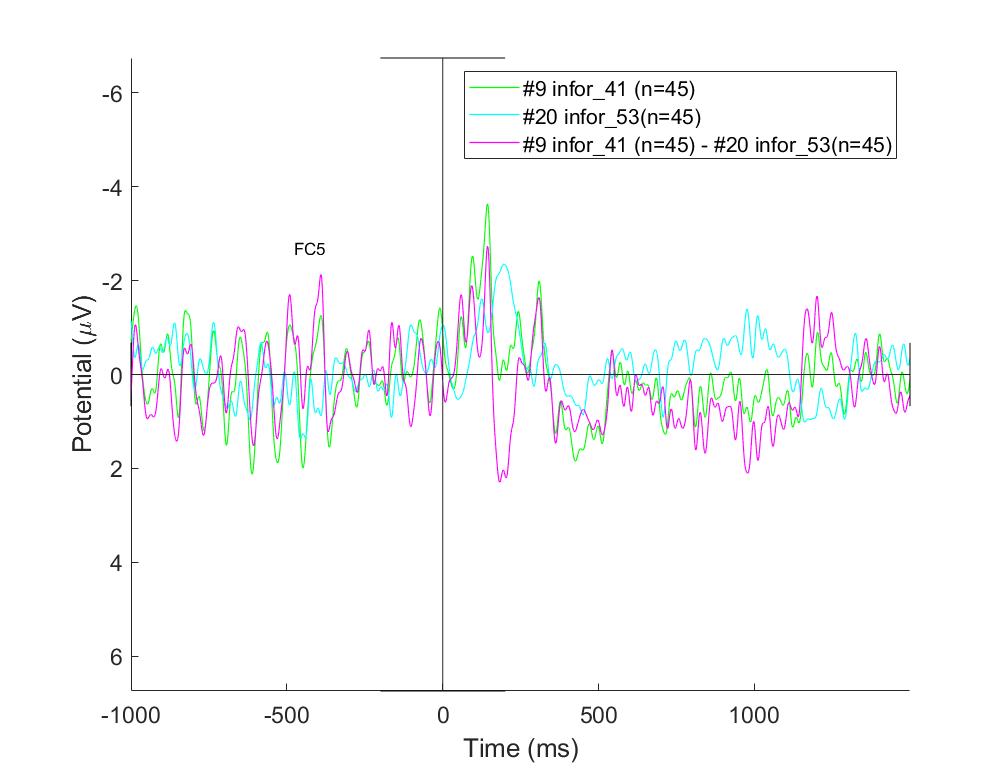 #9 infor_41 (n=45)
#20 infor_53(n=45)
#9 infor_41 (n=45) - #20 infor_53(n=45)
FC5
Potential (μV)
-6
-4
-2
0
2
4
6
-1000
-500
0
500
1000
Time (ms)